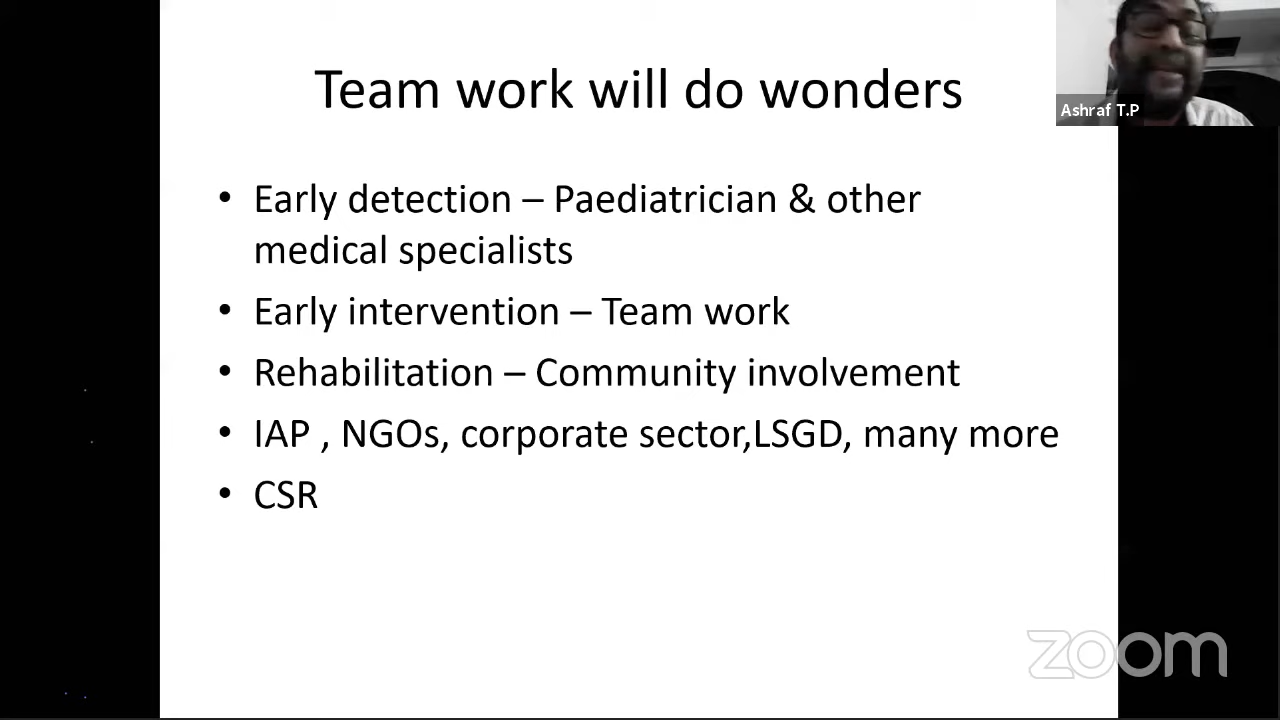 Team work will do wonders
Ashraf T.P
• Early detection – Paediatrician & other
medical specialists
• Early intervention – Team work
• Rehabilitation – Community involvement
• IAP , NGOs, corporate sector,LSGD, many more
• CSR
zoom